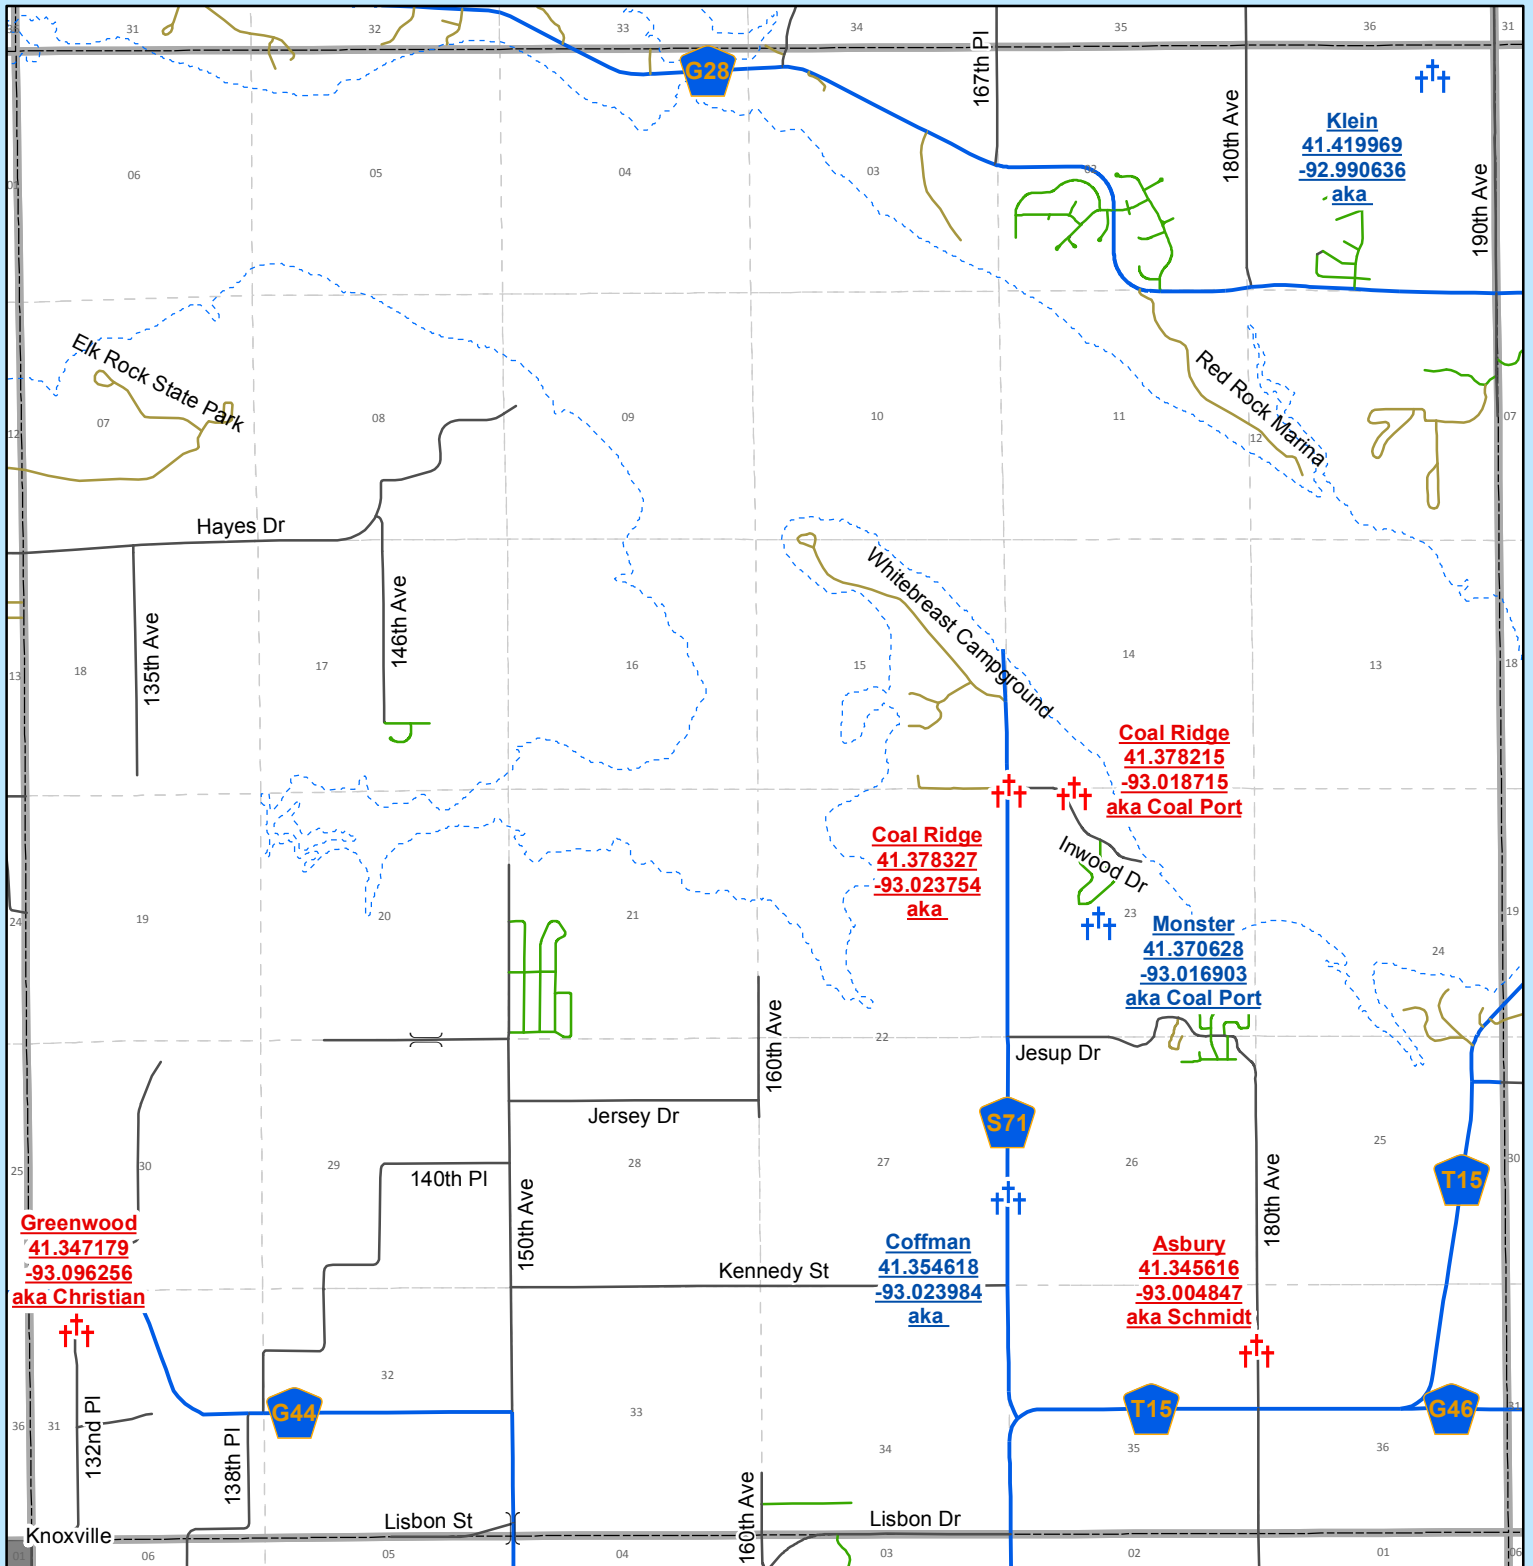 31
32
33
34
35
36
31
G28
167th Pl
180th Ave
190th Ave
Klein
41.419969
-92.990636
aka
06
05
04
03
02
Elk Rock State Park
Red Rock Marina
12
07
08
09
10
11
12
07
Hayes Dr
135th Ave
146th Ave
Whitebreast Campground
13
18
17
16
15
14
13
18
Coal Ridge
41.378215
-93.018715
aka Coal Port
Coal Ridge
41.378327
-93.023754
aka
Inwood Dr
24
19
20
21
23
24
19
Monster
41.370628
-93.016903
aka Coal Port
160th Ave
22
Jesup Dr
Jersey Dr
S71
25
30
29
28
27
26
25
30
140th Pl
150th Ave
180th Ave
T15
Greenwood
41.347179
-93.096256
aka Christian
Kennedy St
Coffman
41.354618
-93.023984
aka
Asbury
41.345616
-93.004847
aka Schmidt
32
G44
T15
G46
36
31
132nd Pl
138th Pl
33
34
35
36
31
160th Ave
Lisbon St
Lisbon Dr
Knoxville
01
06
05
04
03
02
01
06